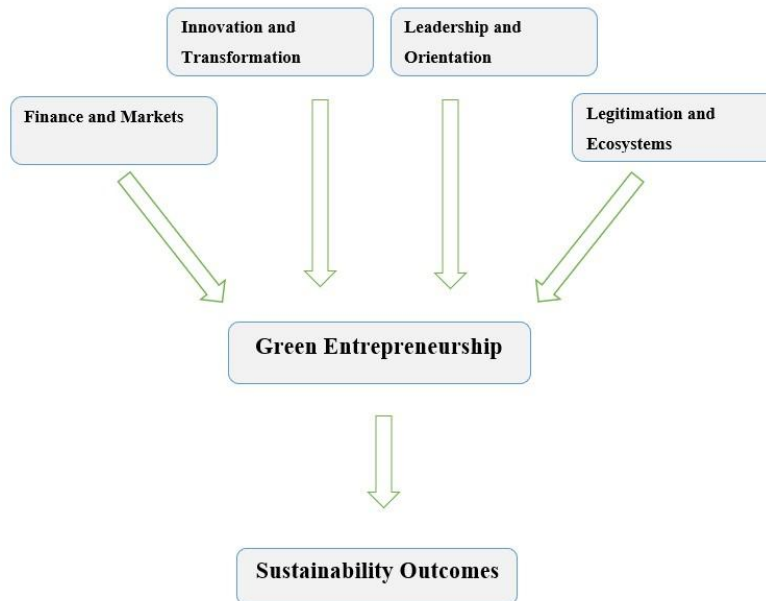 Innovation and
Transformation
Leadership and
Orientation
Finance and Markets
Legitimation and
Ecosystems
Green Entrepreneurship
Sustainability Outcomes